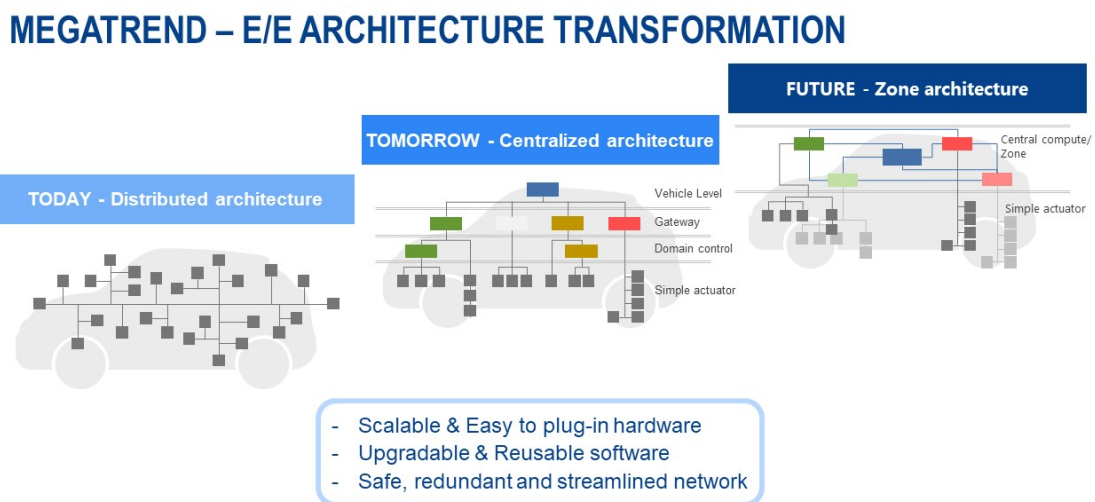 MEGATREND – E/E ARCHITECTURE TRANSFORMATION
TODAY - Distributed architecture
TOMORROW - Centralized architecture
Vehicle Level
Gateway
Domain control
Simple actuator
FUTURE - Zone architecture
Central compute/
Zone
Simple actuator
- Scalable & Easy to plug-in hardware
- Upgradable & Reusable software
- Safe, redundant and streamlined network